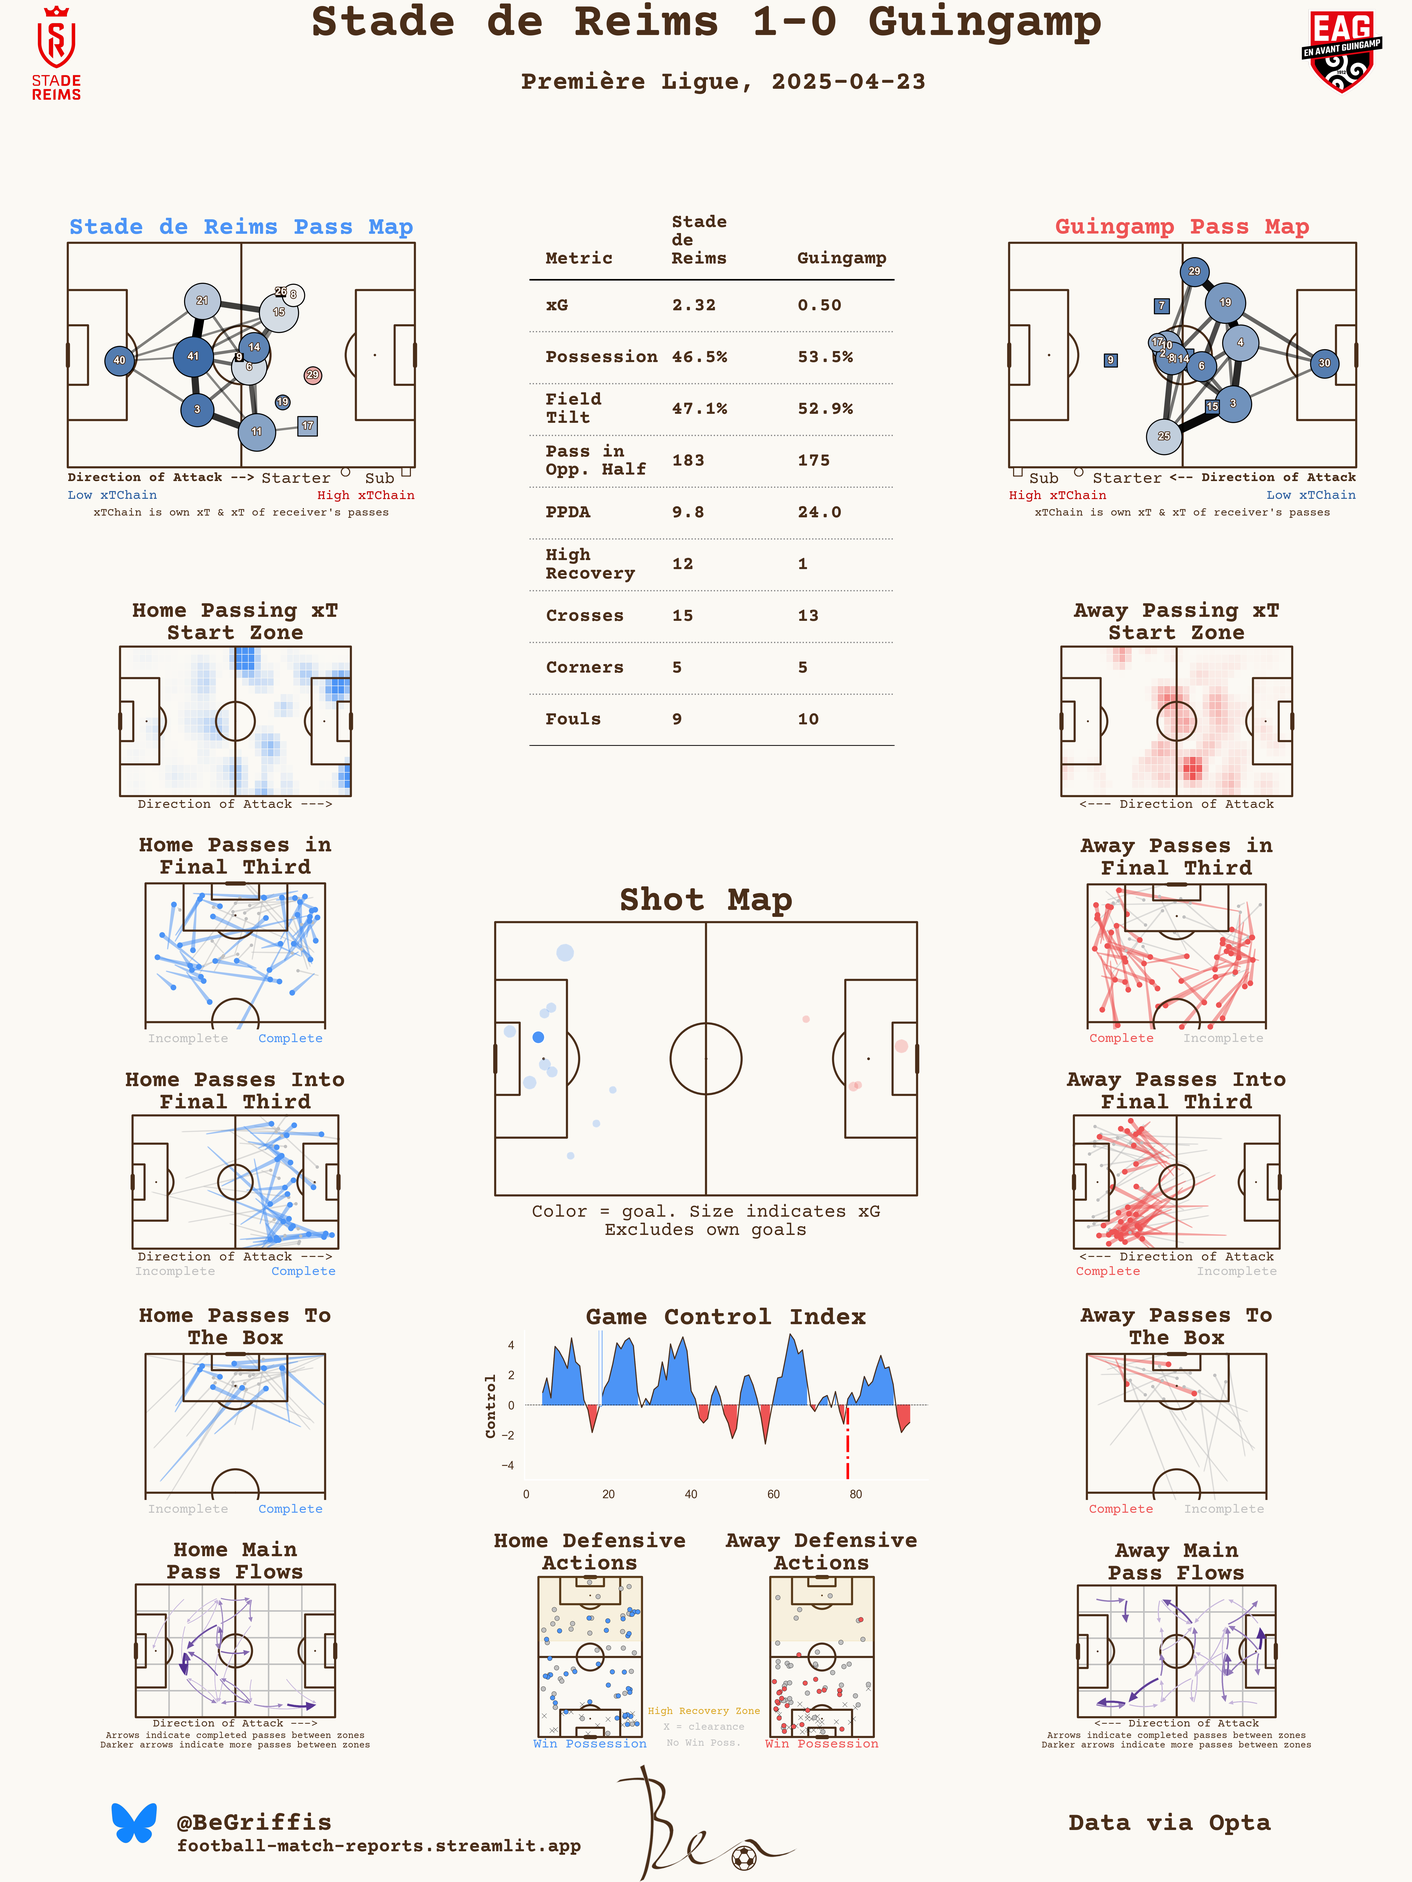 Stade de Reims 1-0 Guingamp
Première Ligue, 2025-04-23
STADE
REIMS
EAG
EN AVANT GUINGAMP
1912
Stade de Reims Pass Map
40
21
41
3
14
9
6
11
26
8
15
29
19
17
Direction of Attack --> Starter Sub
Low xTChain High xTChain
xTChain is own xT & xT of receiver's passes
Metric Stade de Reims Guingamp
xG 2.32 0.50
Possession 46.5% 53.5%
Field Tilt 47.1% 52.9%
Pass in Opp. Half 183 175
PPDA 9.8 24.0
High Recovery 12 1
Crosses 15 13
Corners 5 5
Fouls 9 10
Guingamp Pass Map
29
7
19
17
10
2
8
14
4
9
6
30
15
3
25
Sub Starter <-- Direction of Attack
High xTChain Low xTChain
xTChain is own xT & xT of receiver's passes
Home Passing xT
Start Zone
Direction of Attack --->
Away Passing xT
Start Zone
<--- Direction of Attack
Home Passes in
Final Third
Incomplete Complete
Away Passes in
Final Third
Complete Incomplete
Shot Map
Color = goal. Size indicates xG
Excludes own goals
Home Passes Into
Final Third
Direction of Attack --->
Incomplete Complete
Away Passes Into
Final Third
<--- Direction of Attack
Complete Incomplete
Home Passes To
The Box
Incomplete Complete
Game Control Index
Control
4
2
0
−2
−4
0 20 40 60 80
Away Passes To
The Box
Complete Incomplete
Home Main
Pass Flows
Direction of Attack --->
Arrows indicate completed passes between zones
Darker arrows indicate more passes between zones
Home Defensive
Actions
Win Possession
Away Defensive
Actions
Win Possession
High Recovery Zone
X = clearance
No Win Poss.
Away Main
Pass Flows
<--- Direction of Attack
Arrows indicate completed passes between zones
Darker arrows indicate more passes between zones
@BeGriffis
football-match-reports.streamlit.app
Ben
Data via Opta